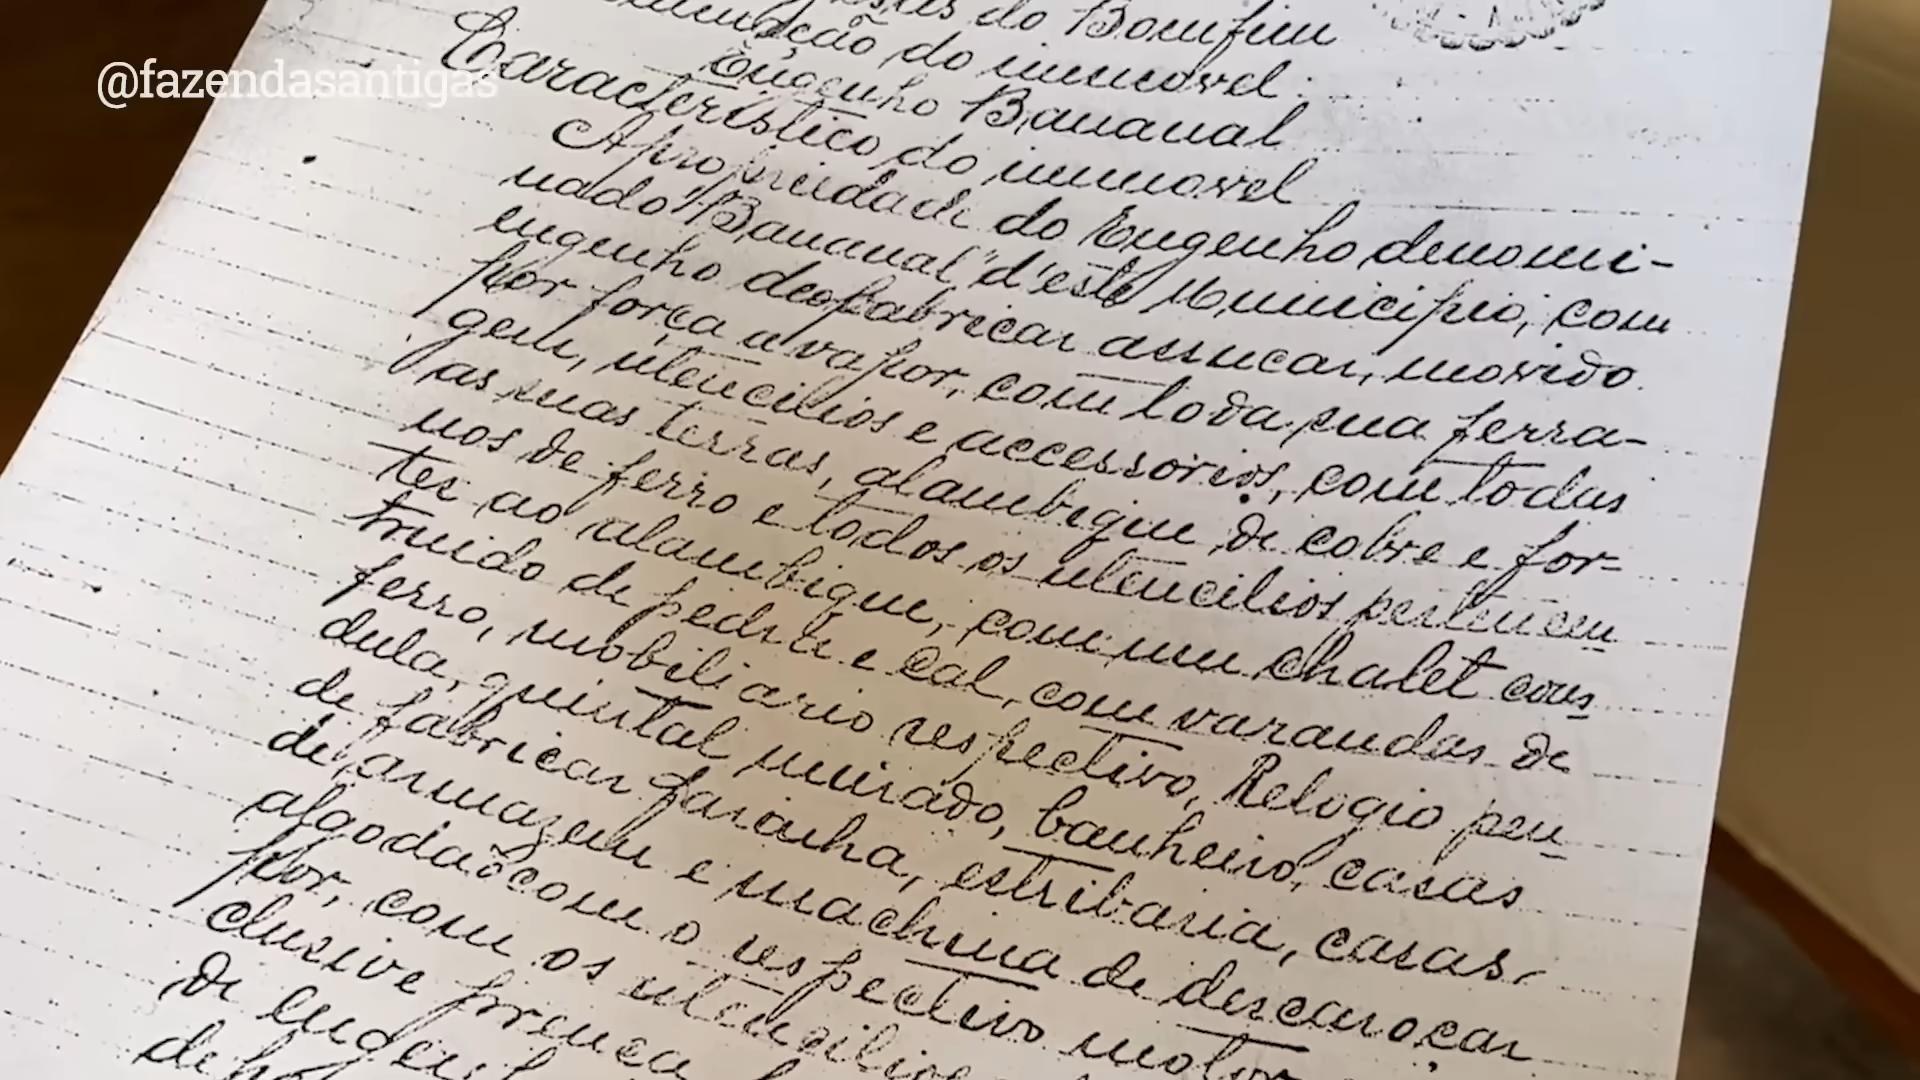 @fazendasantigas
do Bomfim
do immovel:
Engenho Bananal
Caracteristico do immovel
A propriedade do Engenho denomi-
nado "Bananal" d'este Municipio, com
engenho de fabricar assucar, movido
por força a vapor, com toda sua ferra-
gem, utencilios e accessorios, com todas
as suas terras, alambique de cobre e for-
nos de ferro e todos os utencilios pertencen
tes ao alambique, com um chalet cons
truido de pedra e cal, com varandas de
ferro, mobiliario respectivo, Relogio pen
dula, quintal murado, banheiro, casas
de fabricar farinha, estribaria, casas
de armazem e machina de descaroçar
algodaõ com o respectivo motor
por, com os utencilios
clusive prensa
de
de